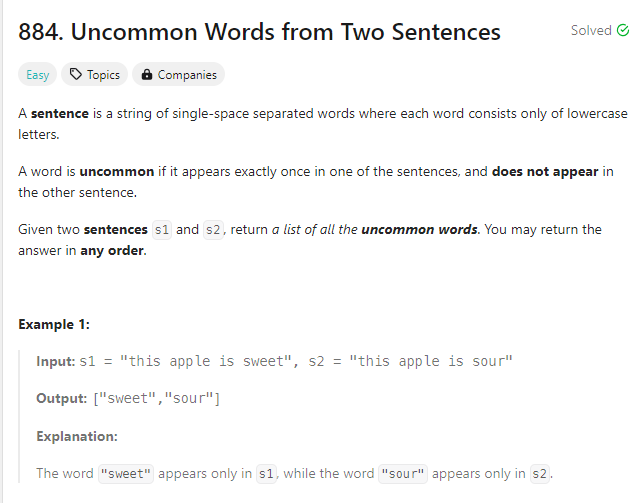 884. Uncommon Words from Two Sentences
Solved
Easy Topics Companies
A sentence is a string of single-space separated words where each word consists only of lowercase
letters.
A word is uncommon if it appears exactly once in one of the sentences, and does not appear in
the other sentence.
Given two sentences s1 and s2, return a list of all the uncommon words. You may return the
answer in any order.
Example 1:
Input: s1 = "this apple is sweet", s2 = "this apple is sour"
Output: ["sweet","sour"]
Explanation:
The word "sweet" appears only in s1, while the word "sour" appears only in s2.